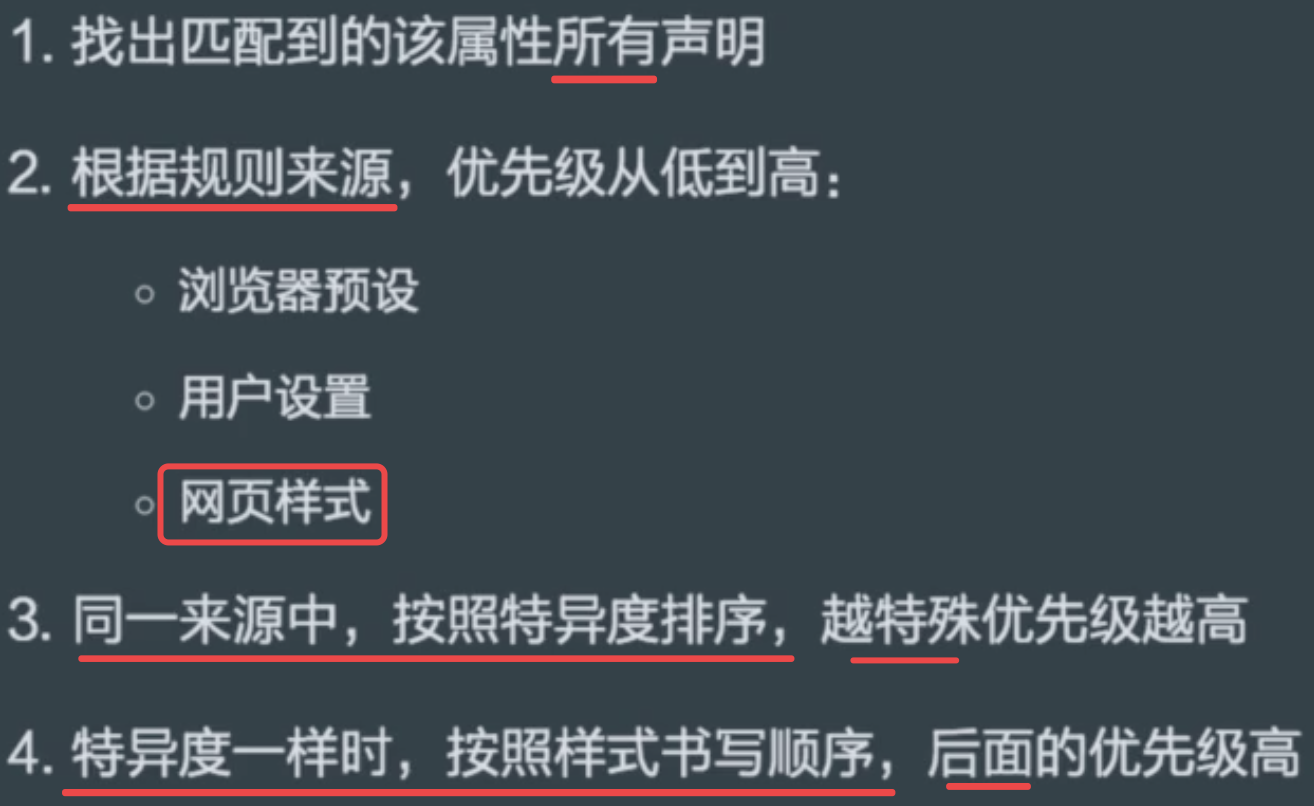 1. 找出匹配到的该属性所有声明
2. 根据规则来源，优先级从低到高：
○ 浏览器预设
○ 用户设置
○ 网页样式
3. 同一来源中，按照特异度排序，越特殊优先级越高
4. 特异度一样时，按照样式书写顺序，后面的优先级高